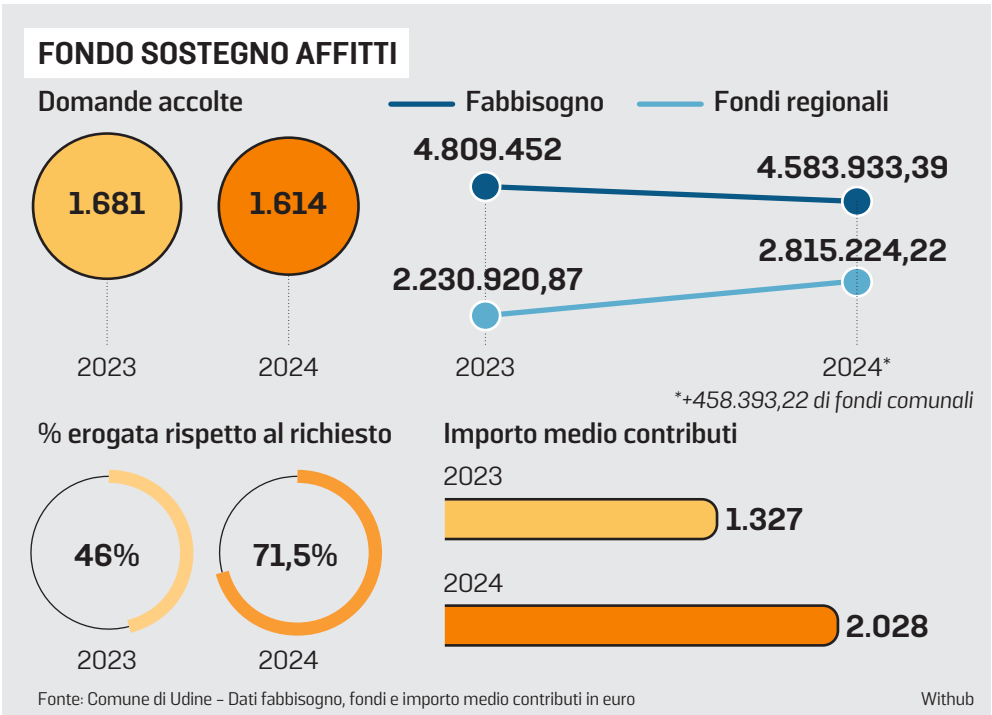 FONDO SOSTEGNO AFFITTI
Domande accolte
1.681
1.614
2023
2024
Fabbisogno
Fondi regionali
4.809.452
4.583.933,39
2.230.920,87
2.815.224,22
2023
2024*
*+458.393,22 di fondi comunali
% erogata rispetto al richiesto
46%
71,5%
2023
2024
Importo medio contributi
2023
1.327
2024
2.028
Fonte: Comune di Udine – Dati fabbisogno, fondi e importo medio contributi in euro
Withub